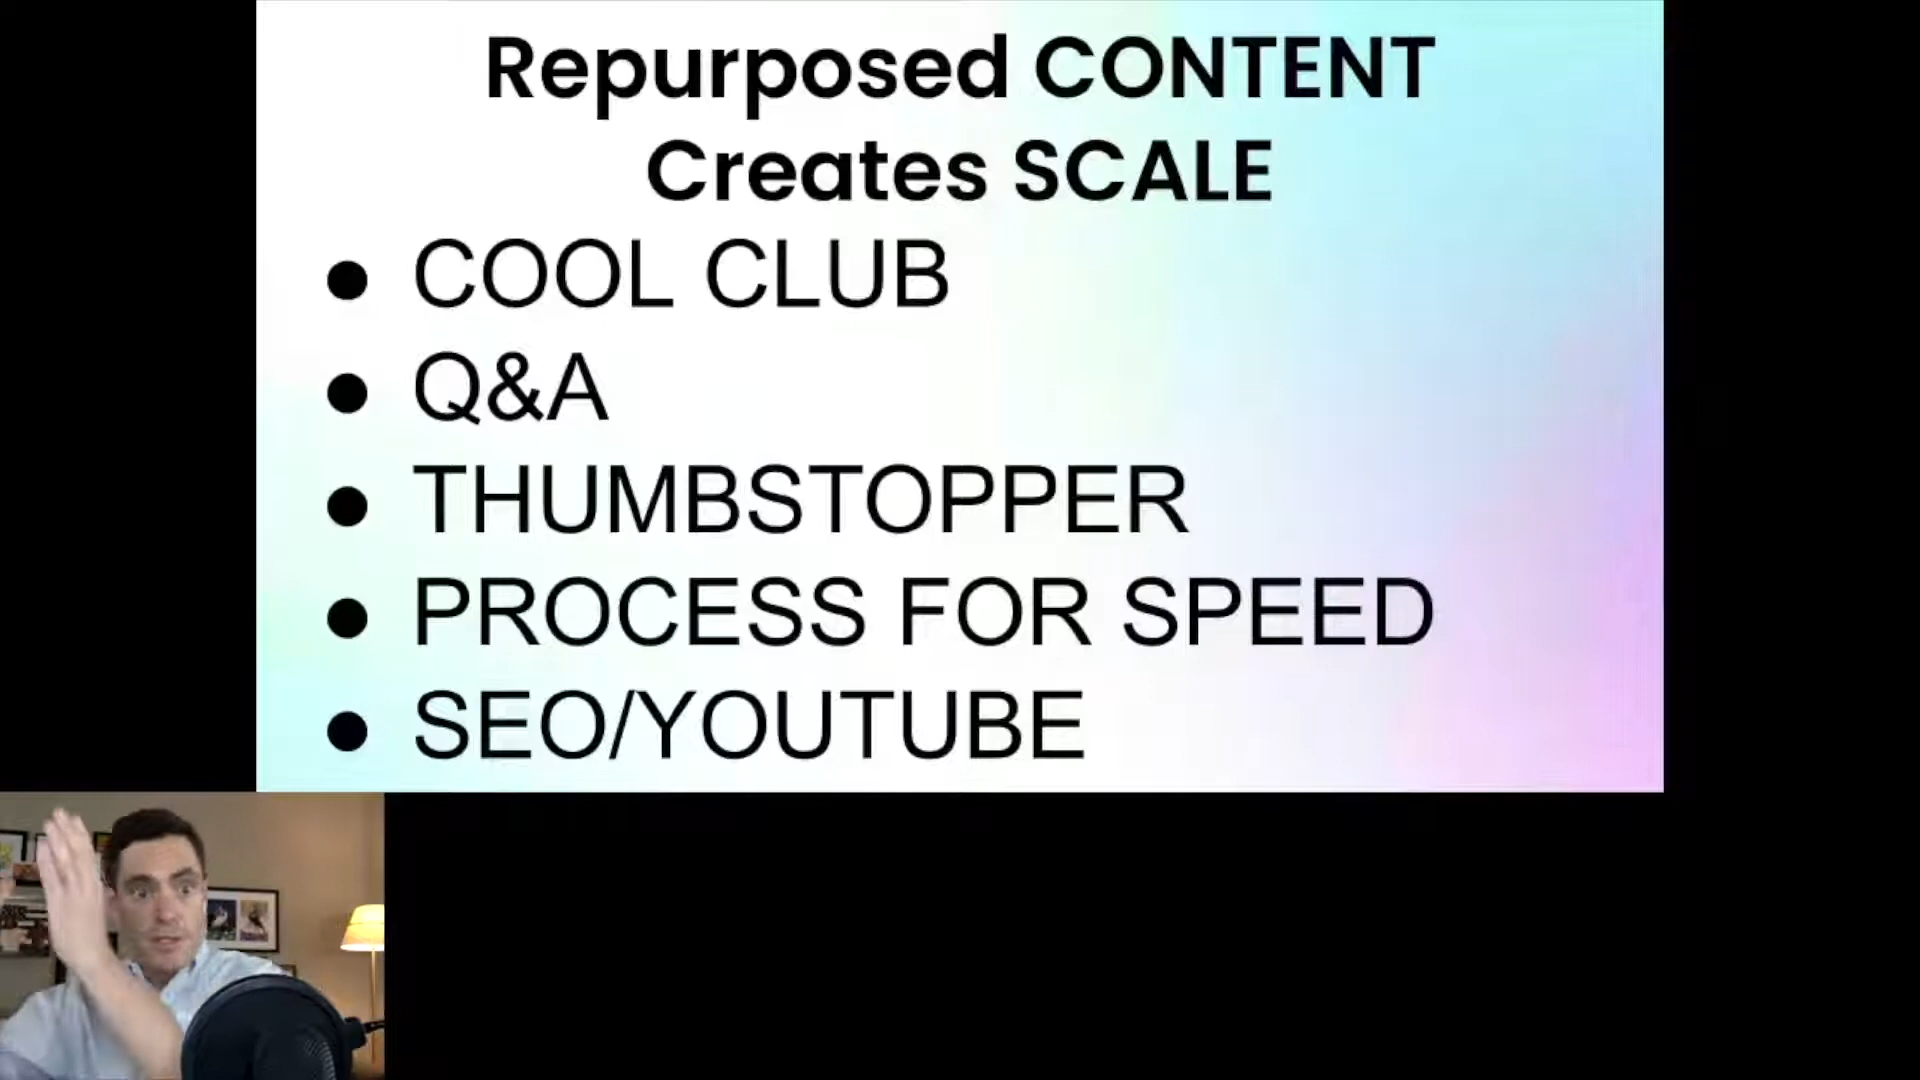 Repurposed CONTENT
Creates SCALE
● COOL CLUB
● Q&A
● THUMBSTOPPER
● PROCESS FOR SPEED
● SEO/YOUTUBE